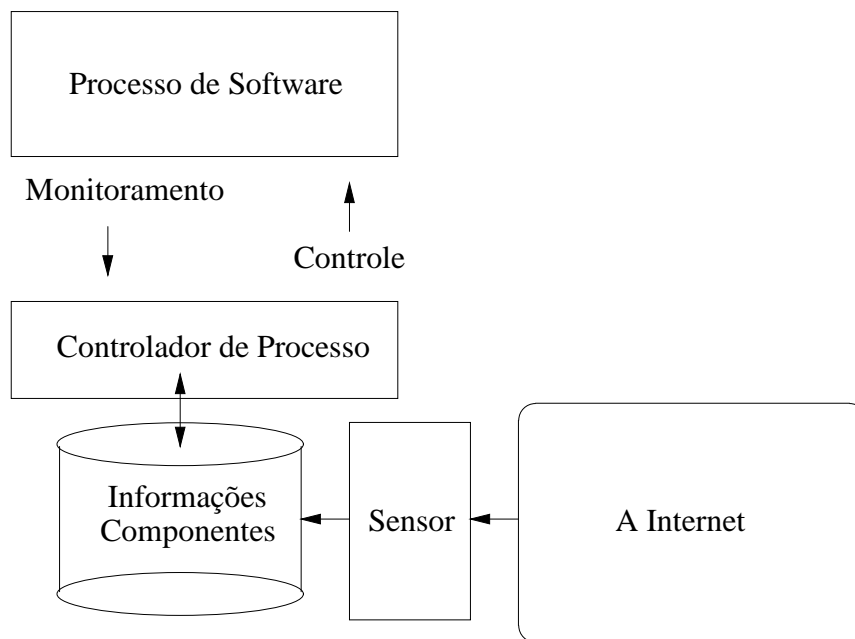 Processo de Software
Monitoramento
Controle
Controlador de Processo
Informações
Componentes
Sensor
A Internet